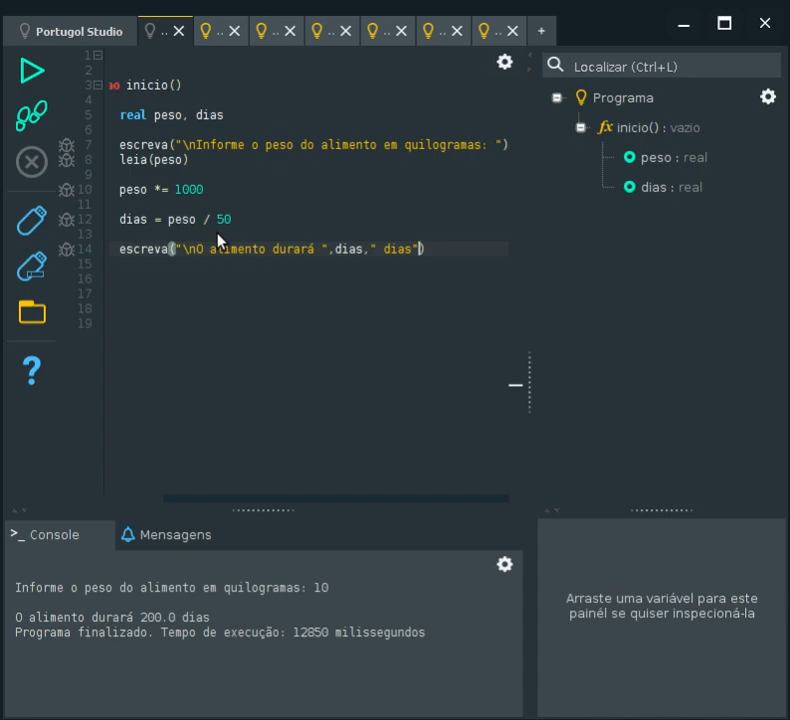 Portugol Studio .. .. .. .. .. .. .. +
Localizar (Ctrl+L)
Programa
inicio() : vazio
peso : real
dias : real
1
2
3 inicio()
4
5 real peso, dias
6
7 escreva("\nInforme o peso do alimento em quilogramas: ")
8 leia(peso)
9
10 peso *= 1000
11
12 dias = peso / 50
13
14 escreva("\nO alimento durará ",dias," dias")
15
16
17
18
19
>_ Console Mensagens
Informe o peso do alimento em quilogramas: 10
O alimento durará 200.0 dias
Programa finalizado. Tempo de execução: 12850 milissegundos
Arraste uma variável para este
painél se quiser inspecioná-la